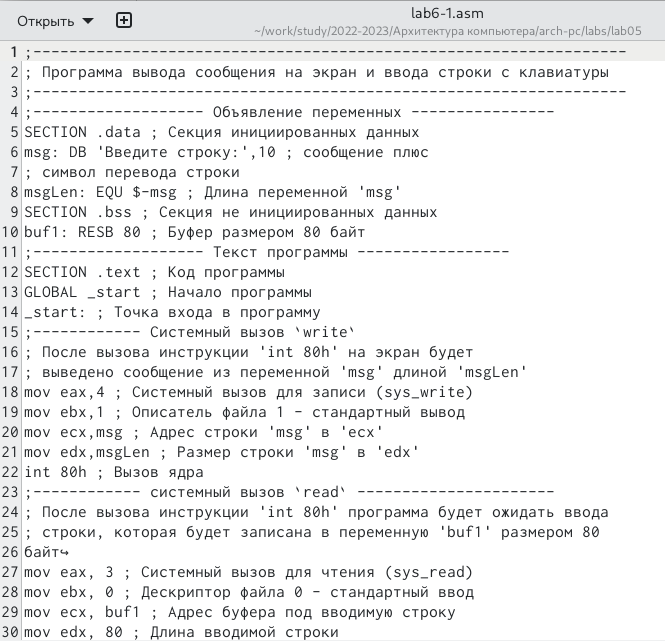 Открыть
lab6-1.asm
~/work/study/2022-2023/Архитектура компьютера/arch-pc/labs/lab05
1 ;------------------------------------------------------------------
2 ; Программа вывода сообщения на экран и ввода строки с клавиатуры
3 ;------------------------------------------------------------------
4 ;------------------- Объявление переменных ----------------
5 SECTION .data ; Секция инициированных данных
6 msg: DB 'Введите строку:',10 ; сообщение плюс
7 ; символ перевода строки
8 msgLen: EQU $-msg ; Длина переменной 'msg'
9 SECTION .bss ; Секция не инициированных данных
10 buf1: RESB 80 ; Буфер размером 80 байт
11 ;------------------- Текст программы -----------------
12 SECTION .text ; Код программы
13 GLOBAL _start ; Начало программы
14 _start: ; Точка входа в программу
15 ;------------ Системный вызов `write`
16 ; После вызова инструкции 'int 80h' на экран будет
17 ; выведено сообщение из переменной 'msg' длиной 'msgLen'
18 mov eax,4 ; Системный вызов для записи (sys_write)
19 mov ebx,1 ; Описатель файла 1 - стандартный вывод
20 mov ecx,msg ; Адрес строки 'msg' в 'ecx'
21 mov edx,msgLen ; Размер строки 'msg' в 'edx'
22 int 80h ; Вызов ядра
23 ;------------ системный вызов `read` ----------------------
24 ; После вызова инструкции 'int 80h' программа будет ожидать ввода
25 ; строки, которая будет записана в переменную 'buf1' размером 80
26 байт↪
27 mov eax, 3 ; Системный вызов для чтения (sys_read)
28 mov ebx, 0 ; Дескриптор файла 0 - стандартный ввод
29 mov ecx, buf1 ; Адрес буфера под вводимую строку
30 mov edx, 80 ; Длина вводимой строки